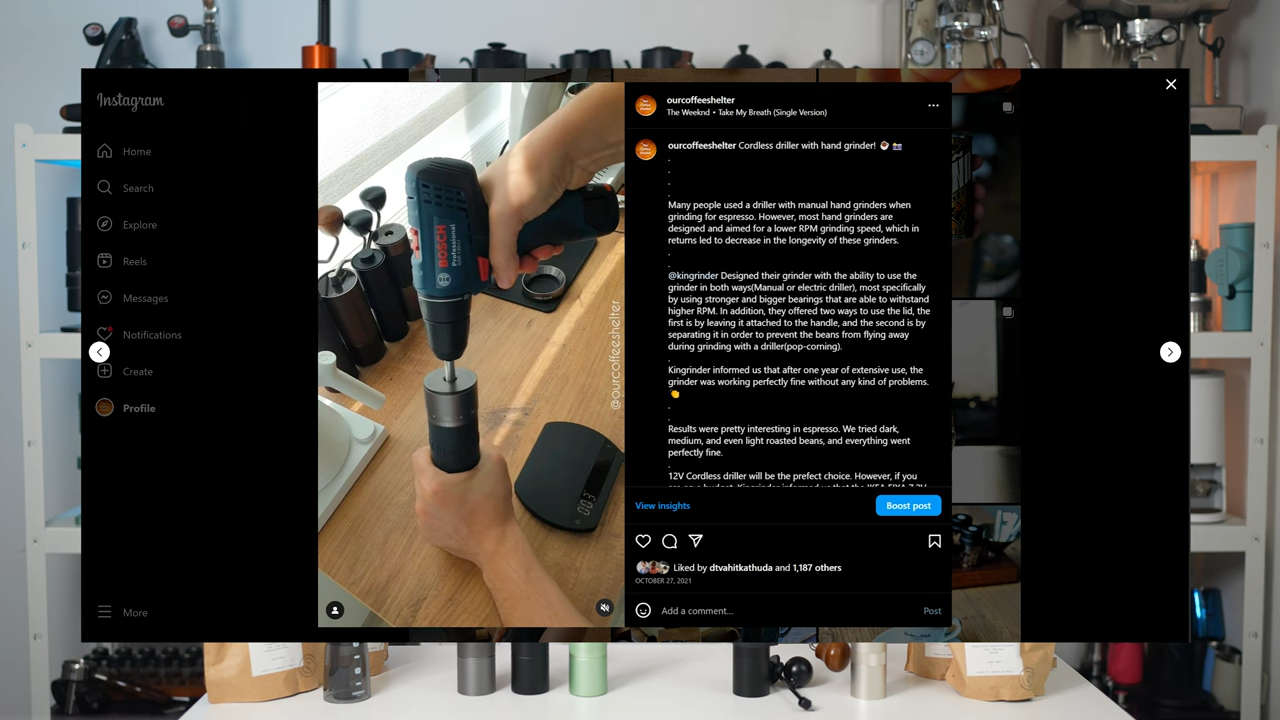 Instagram
Home
Search
Explore
Reels
Messages
Notifications
Create
Profile
More
BOSCH
Professional
@ourcoffeeshelter
ourcoffeeshelter
The Weeknd • Take My Breath (Single Version)
ourcoffeeshelter Cordless driller with hand grinder! ☕ 📷
.
.
.
.
Many people used a driller with manual hand grinders when
grinding for espresso. However, most hand grinders are
designed and aimed for a lower RPM grinding speed, which in
returns led to decrease in the longevity of these grinders.
.
.
@kingrinder Designed their grinder with the ability to use the
grinder in both ways(Manual or electric driller), most specifically
by using stronger and bigger bearings that are able to withstand
higher RPM. In addition, they offered two ways to use the lid, the
first is by leaving it attached to the handle, and the second is by
separating it in order to prevent the beans from flying away
during grinding with a driller(pop-corning).
.
Kingrinder informed us that after one year of extensive use, the
grinder was working perfectly fine without any kind of problems.
👏
.
.
Results were pretty interesting in espresso. We tried dark,
medium, and even light roasted beans, and everything went
perfectly fine.
.
12V Cordless driller will be the prefect choice. However, if you
View insights
Boost post
Liked by dtvahitkathuda and 1,187 others
OCTOBER 27, 2021
Add a comment...
Post